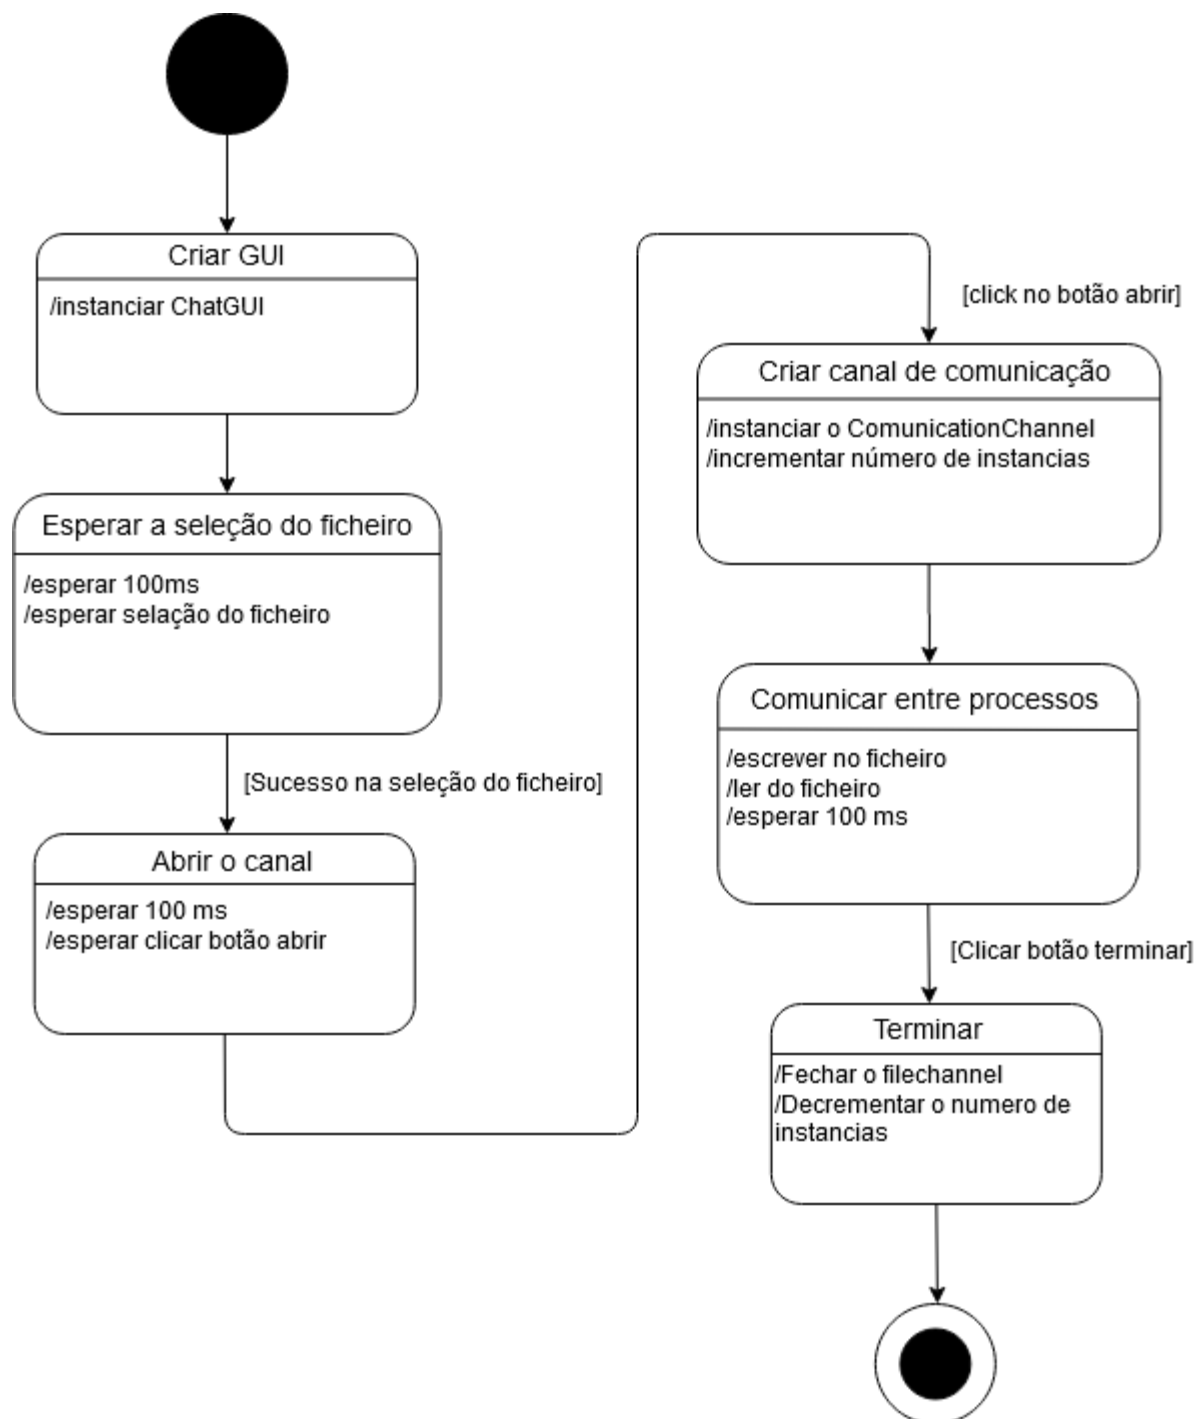 Criar GUI
/instanciar ChatGUI
Esperar a seleção do ficheiro
/esperar 100ms
/esperar selação do ficheiro
[Sucesso na seleção do ficheiro]
Abrir o canal
/esperar 100 ms
/esperar clicar botão abrir
[click no botão abrir]
Criar canal de comunicação
/instanciar o ComunicationChannel
/incrementar número de instancias
Comunicar entre processos
/escrever no ficheiro
/ler do ficheiro
/esperar 100 ms
[Clicar botão terminar]
Terminar
/Fechar o filechannel
/Decrementar o numero de
instancias